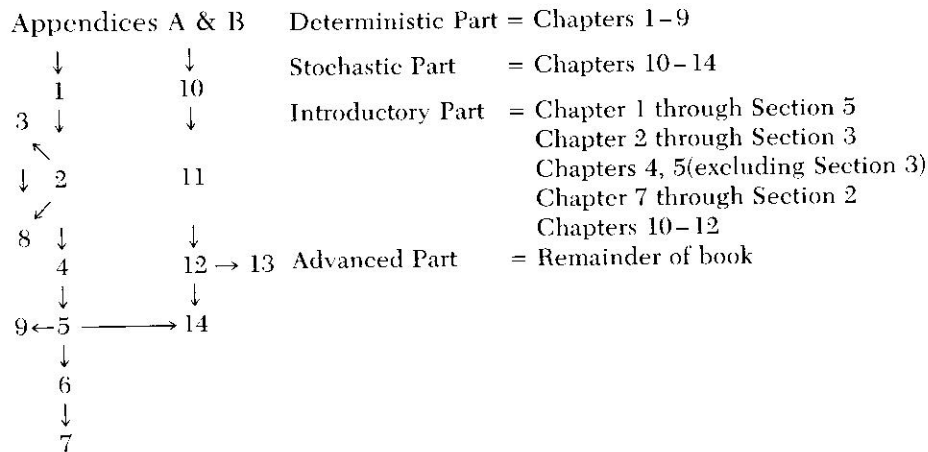 Appendices A & B Deterministic Part = Chapters 1–9
↓ ↓ Stochastic Part = Chapters 10–14
1 10
3 ↓ ↓ Introductory Part = Chapter 1 through Section 5
↖ Chapter 2 through Section 3
↓ 2 11 Chapters 4, 5(excluding Section 3)
↙ Chapter 7 through Section 2
8 ↓ ↓ Chapters 10–12
4 12 → 13 Advanced Part = Remainder of book
↓ ↓
9 ← 5 → 14
↓
6
↓
7